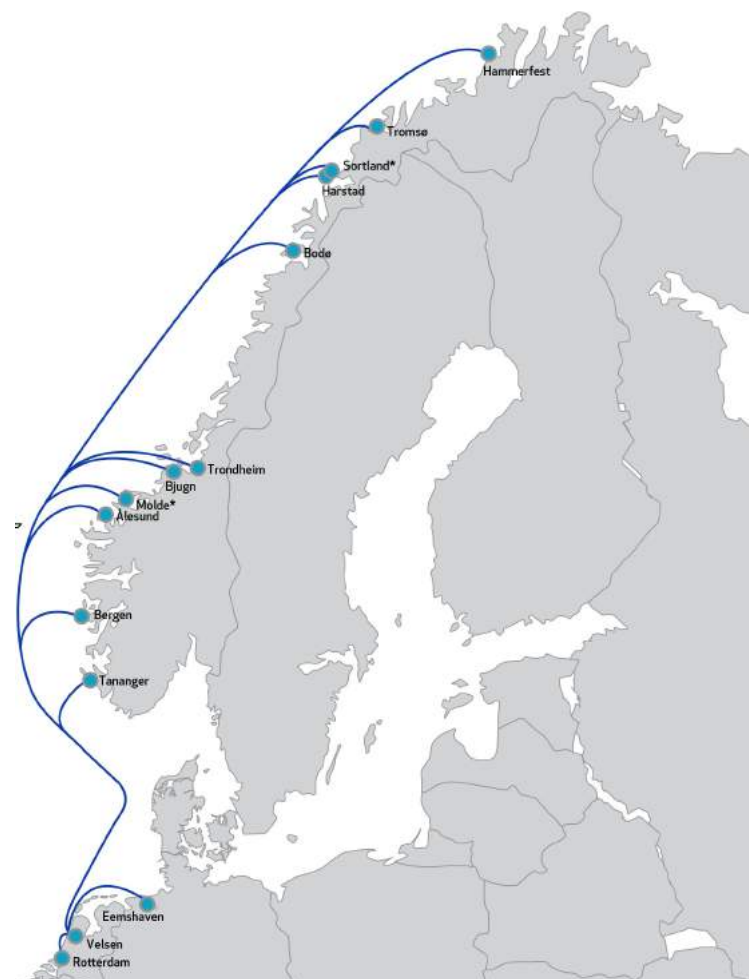 Hammerfest
Tromsø
Sortland*
Harstad
Bodø
Trondheim
Bjugn
Molde*
Ålesund
Bergen
Tananger
Eemshaven
Velsen
Rotterdam